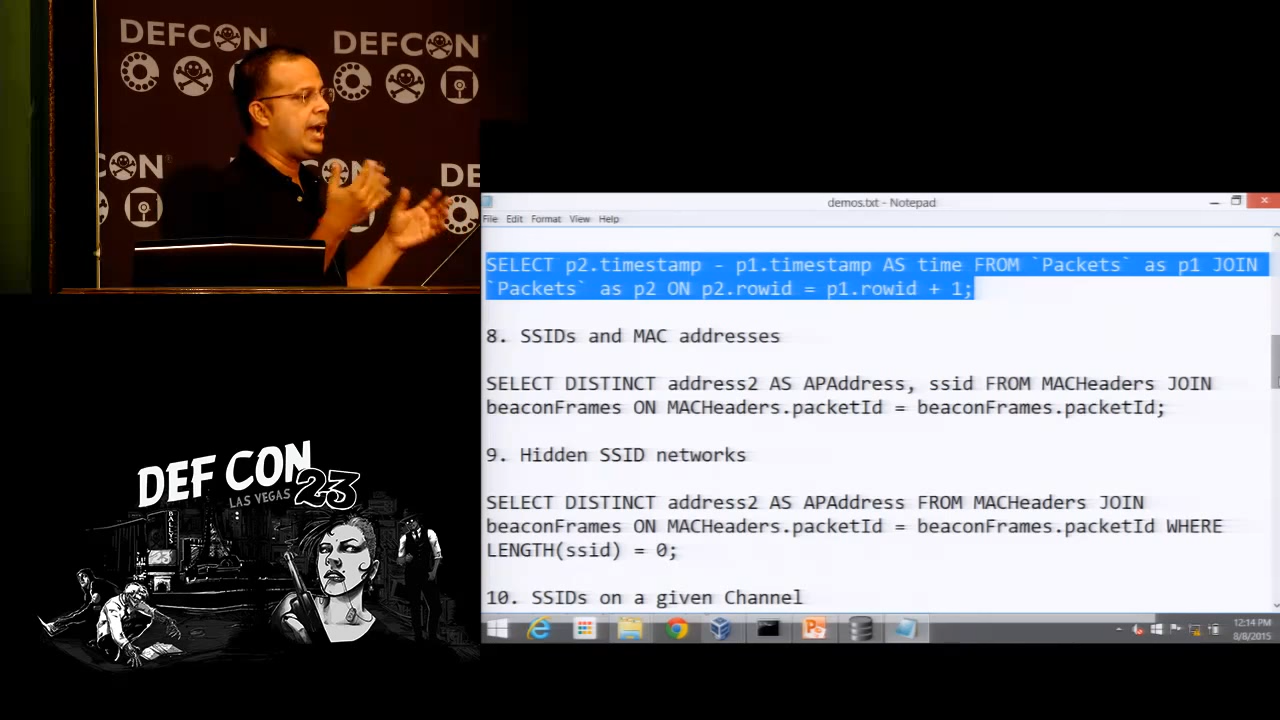 DEFCON
DEFCON
CON
CON
DE
demos.txt - Notepad
File Edit Format View Help
SELECT p2.timestamp - p1.timestamp AS time FROM `Packets` as p1 JOIN
`Packets` as p2 ON p2.rowid = p1.rowid + 1;
8. SSIDs and MAC addresses
SELECT DISTINCT address2 AS APAddress, ssid FROM MACHeaders JOIN
beaconFrames ON MACHeaders.packetId = beaconFrames.packetId;
9. Hidden SSID networks
SELECT DISTINCT address2 AS APAddress FROM MACHeaders JOIN
beaconFrames ON MACHeaders.packetId = beaconFrames.packetId WHERE
LENGTH(ssid) = 0;
10. SSIDs on a given Channel
12:14 PM
8/8/2015
DEF CON
LAS VEGAS 23
BALLYS